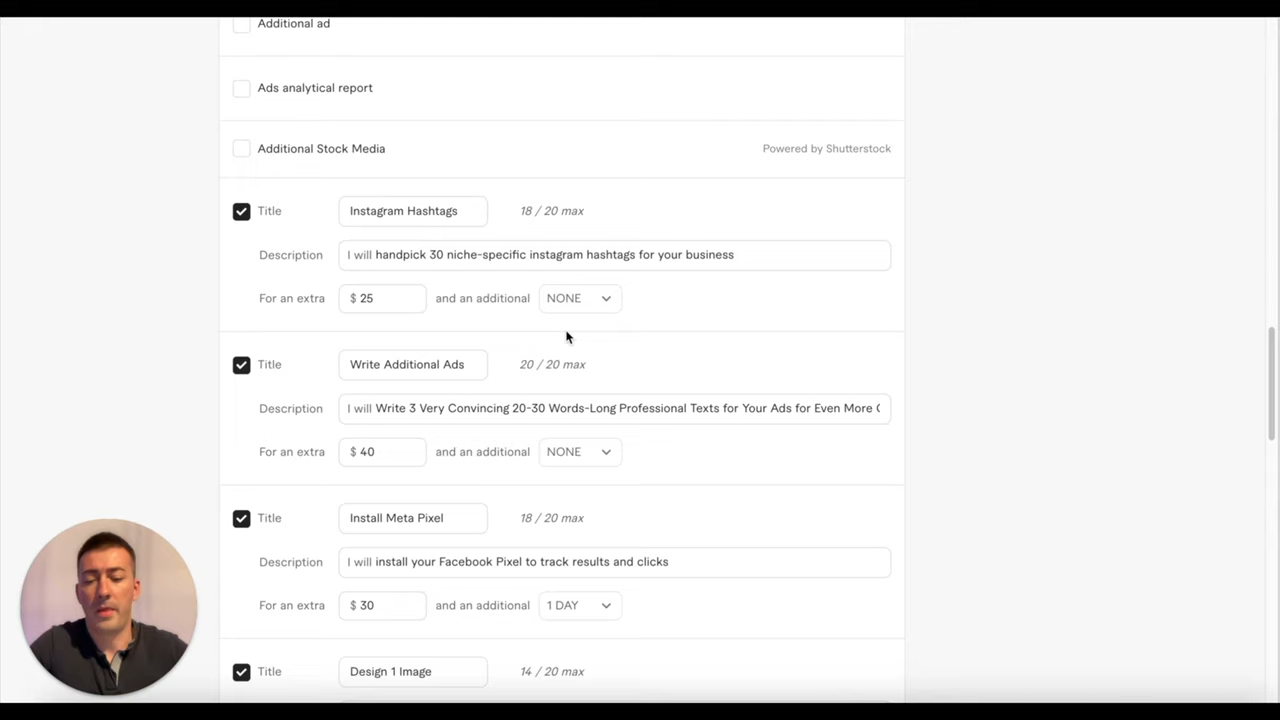 Additional ad
Ads analytical report
Additional Stock Media Powered by Shutterstock
Title Instagram Hashtags 18 / 20 max
Description I will handpick 30 niche-specific instagram hashtags for your business
For an extra $ 25 and an additional NONE
Title Write Additional Ads 20 / 20 max
Description I will Write 3 Very Convincing 20-30 Words-Long Professional Texts for Your Ads for Even More
For an extra $ 40 and an additional NONE
Title Install Meta Pixel 18 / 20 max
Description I will install your Facebook Pixel to track results and clicks
For an extra $ 30 and an additional 1 DAY
Title Design 1 Image 14 / 20 max